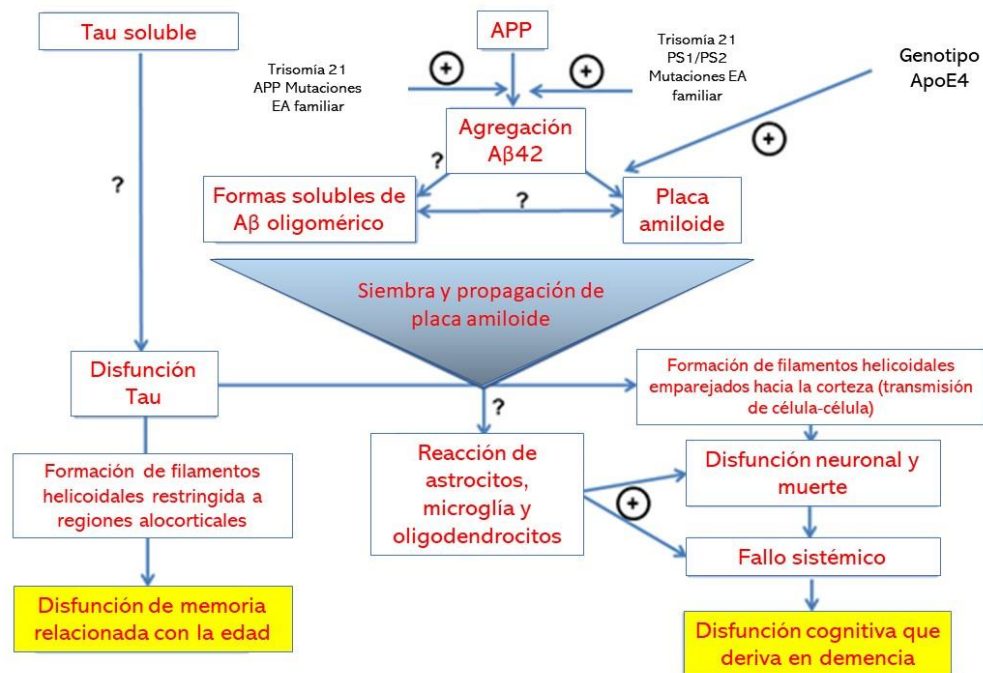 Tau soluble
APP
Trisomía 21
APP Mutaciones
EA familiar
+
+
Trisomía 21
PS1/PS2
Mutaciones EA
familiar
Genotipo
ApoE4
+
Agregación
Aβ42
?
?
?
Formas solubles de
Aβ oligomérico
Placa
amiloide
Siembra y propagación de
placa amiloide
Disfunción
Tau
Formación de filamentos helicoidales
emparejados hacia la corteza (transmisión
de célula-célula)
?
Formación de filamentos
helicoidales restringida a
regiones alocorticales
Reacción de
astrocitos,
microglía y
oligodendrocitos
+
Disfunción neuronal y
muerte
Fallo sistémico
Disfunción de memoria
relacionada con la edad
Disfunción cognitiva que
deriva en demencia